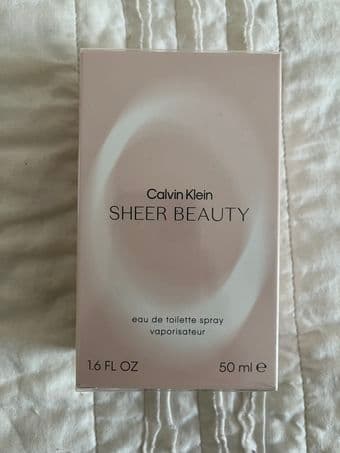 Calvin Klein
SHEER BEAUTY
eau de toilette spray
vaporisateur
1.6 FL OZ 50 ml ℮